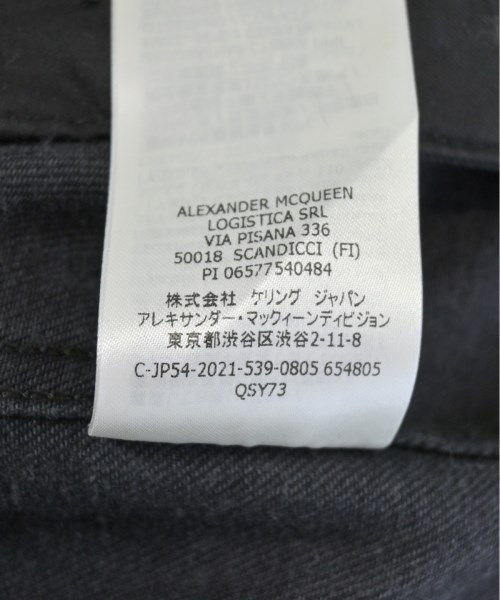 ALEXANDER MCQUEEN
LOGISTICA SRL
VIA PISANA 336
50018 SCANDICCI (FI)
PI 06577540484
株式会社 ケリング ジャパン
アレキサンダー・マックィーンディビジョン
東京都渋谷区渋谷2-11-8
C-JP54-2021-539-0805 654805
QSY73